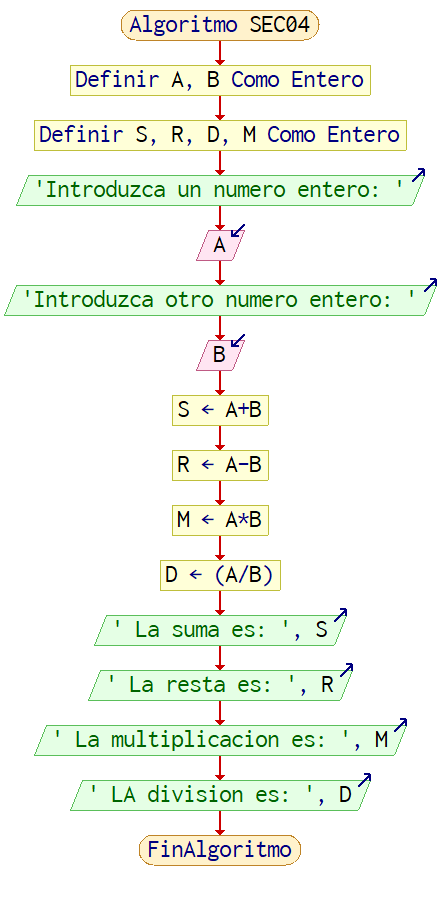 Algoritmo SEC04
Definir A, B Como Entero
Definir S, R, D, M Como Entero
'Introduzca un numero entero: '
A
'Introduzca otro numero entero: '
B
S ← A+B
R ← A-B
M ← A*B
D ← (A/B)
' La suma es: ', S
' La resta es: ', R
' La multiplicacion es: ', M
' LA division es: ', D
FinAlgoritmo